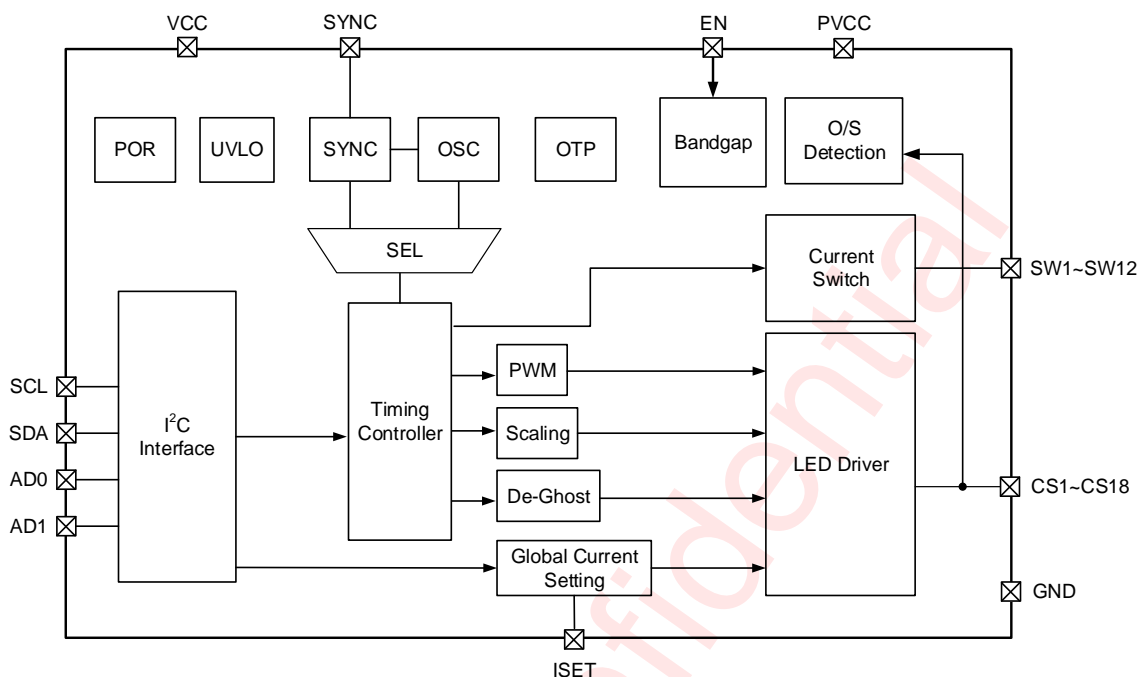 VCC
SYNC
EN
PVCC
POR
UVLO
SYNC
OSC
OTP
Bandgap
O/S
Detection
SEL
Current
Switch
SW1~SW12
SCL
SDA
AD0
AD1
I²C
Interface
Timing
Controller
PWM
Scaling
De-Ghost
Global Current
Setting
LED Driver
CS1~CS18
GND
ISET
nfidential